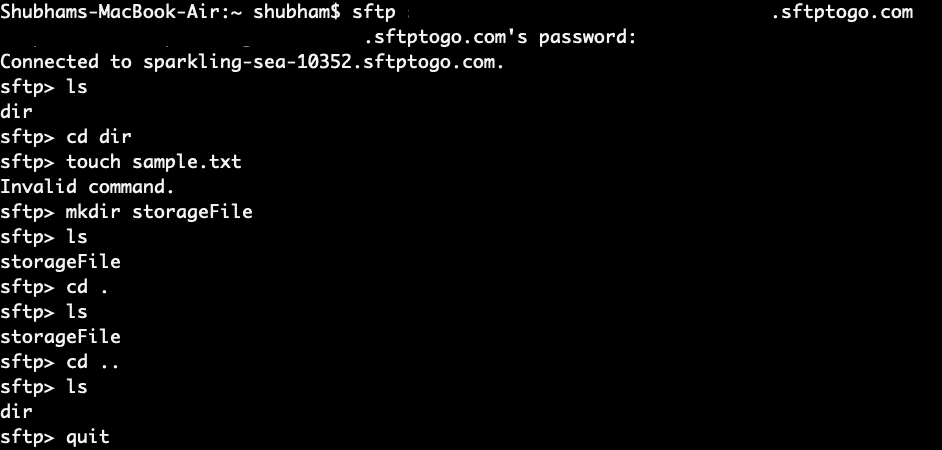 Shubhams-MacBook-Air:~ shubham$ sftp .sftptogo.com
.sftptogo.com's password:
Connected to sparkling-sea-10352.sftptogo.com.
sftp> ls
dir
sftp> cd dir
sftp> touch sample.txt
Invalid command.
sftp> mkdir storageFile
sftp> ls
storageFile
sftp> cd .
sftp> ls
storageFile
sftp> cd ..
sftp> ls
dir
sftp> quit